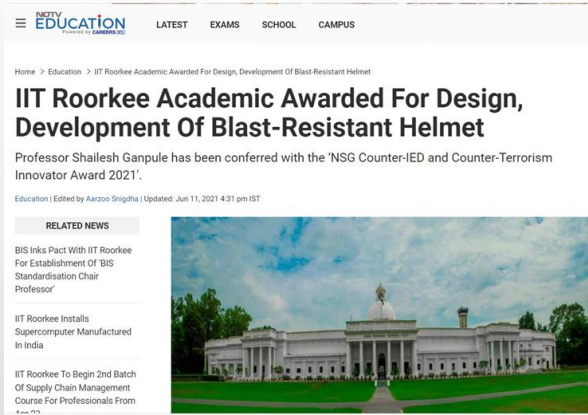 NDTV
EDUCATION
Powered by CAREERS360
LATEST EXAMS SCHOOL CAMPUS
Home > Education > IIT Roorkee Academic Awarded For Design, Development Of Blast-Resistant Helmet
IIT Roorkee Academic Awarded For Design,
Development Of Blast-Resistant Helmet
Professor Shailesh Ganpule has been conferred with the ‘NSG Counter-IED and Counter-Terrorism
Innovator Award 2021'.
Education | Edited by Aarzoo Snigdha | Updated: Jun 11, 2021 4:31 pm IST
RELATED NEWS
BIS Inks Pact With IIT Roorkee
For Establishment Of 'BIS
Standardisation Chair
Professor'
IIT Roorkee Installs
Supercomputer Manufactured
In India
IIT Roorkee To Begin 2nd Batch
Of Supply Chain Management
Course For Professionals From
Apr 22